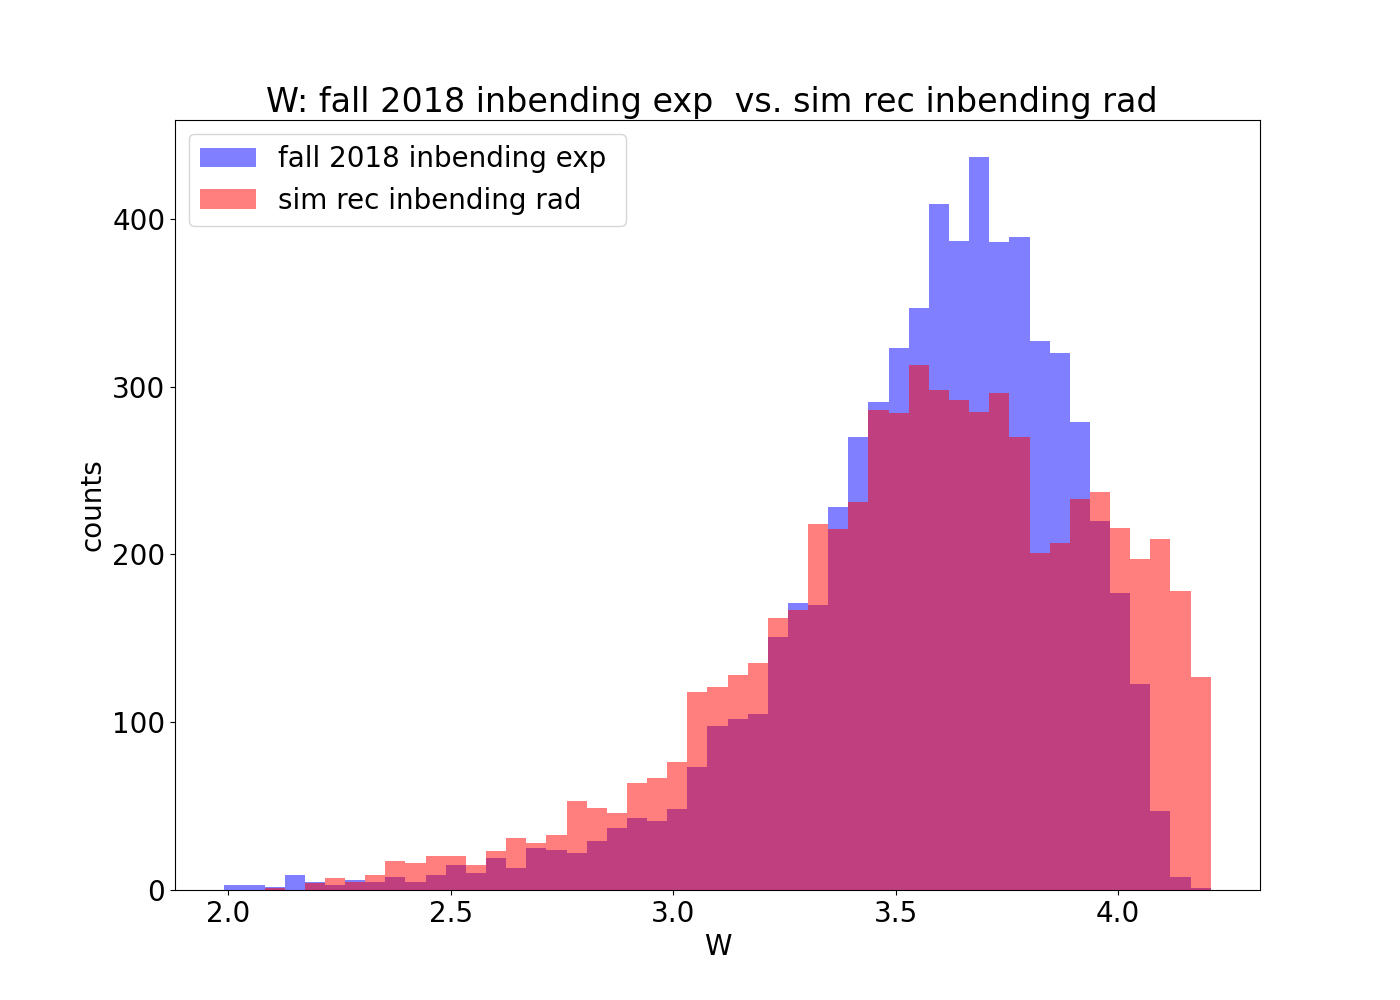 W: fall 2018 inbending exp  vs. sim rec inbending rad
fall 2018 inbending exp
sim rec inbending rad
400
300
200
100
0
counts
2.0 2.5 3.0 3.5 4.0
W